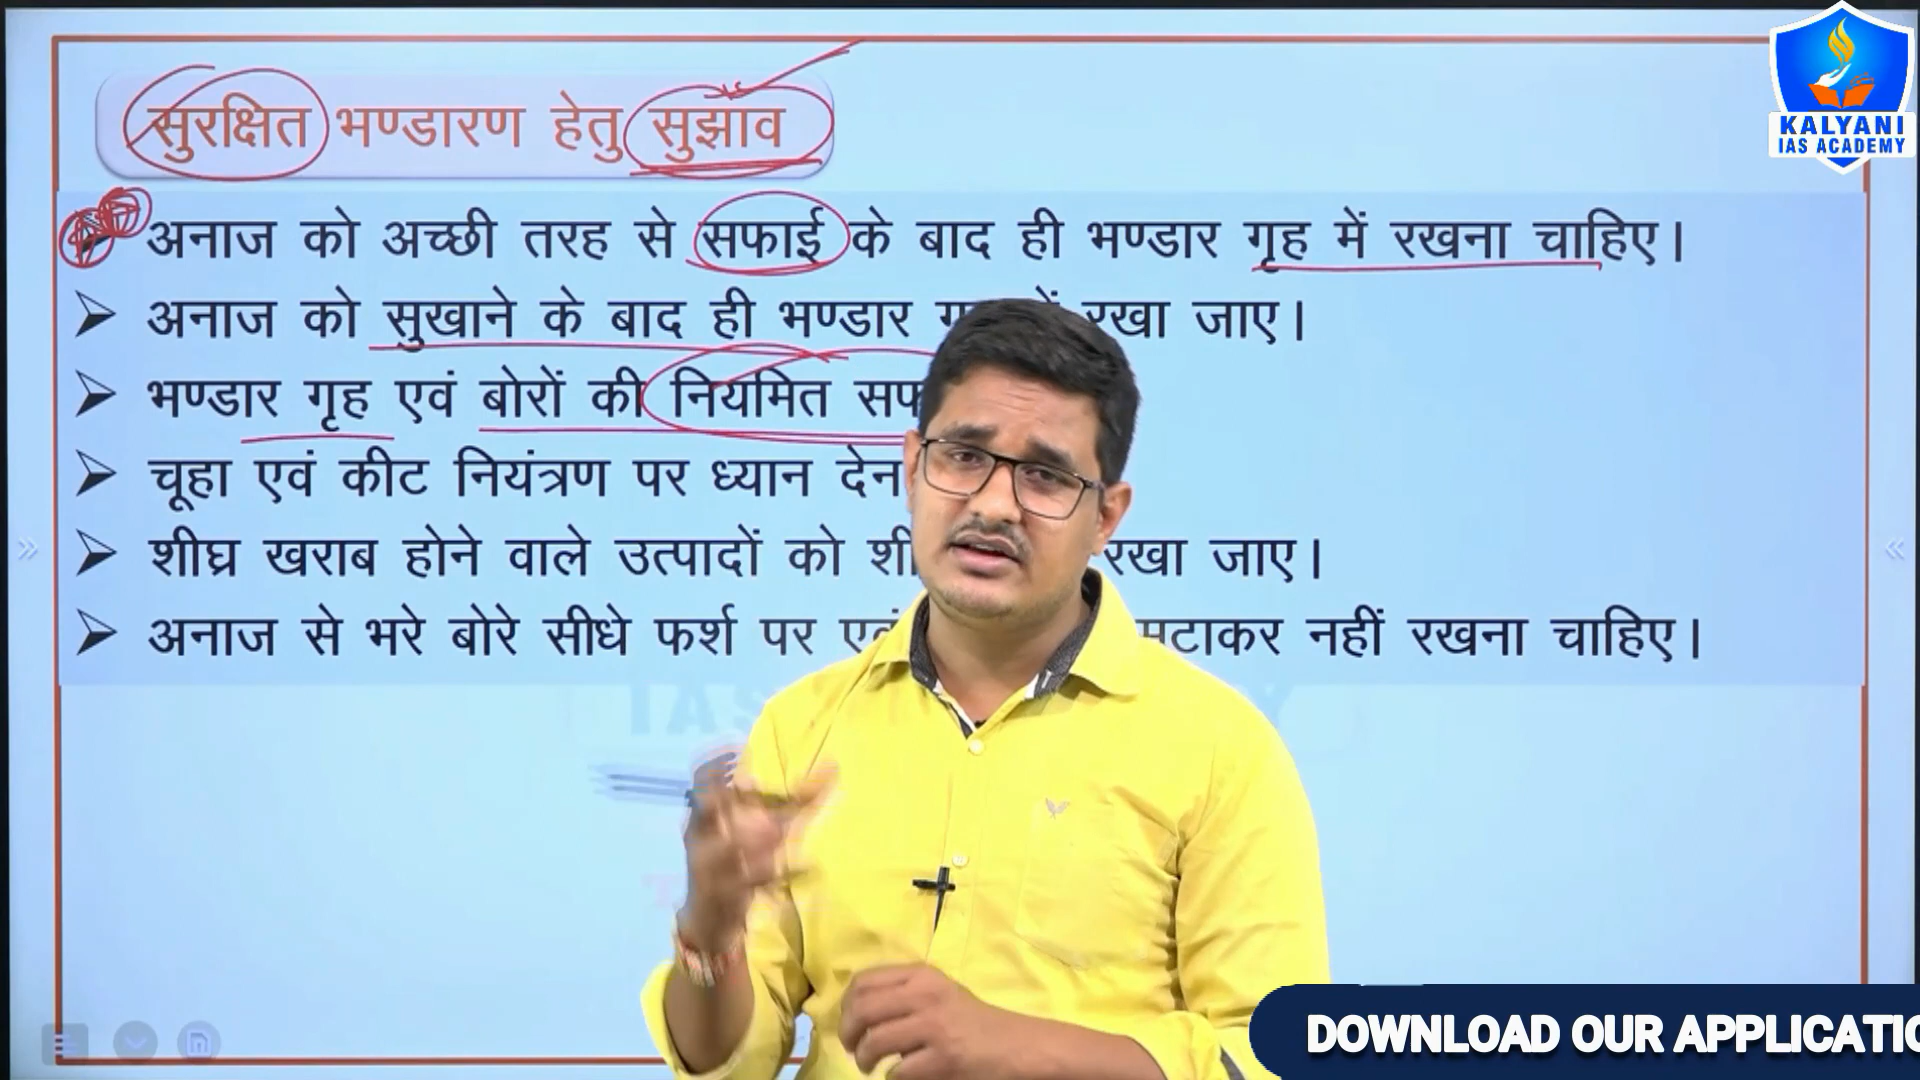 सुरक्षित भण्डारण हेतु सुझाव
KALYANI
IAS ACADEMY
अनाज को अच्छी तरह से सफाई के बाद ही भण्डार गृह में रखना चाहिए।
अनाज को सुखाने के बाद ही भण्डार रखा जाए।
भण्डार गृह एवं बोरों की नियमित
चूहा एवं कीट नियंत्रण पर ध्यान
शीघ्र खराब होने वाले उत्पादों को रखा जाए।
अनाज से भरे बोरे सीधे फर्श पर नहीं रखना चाहिए।
IAS
DOWNLOAD OUR